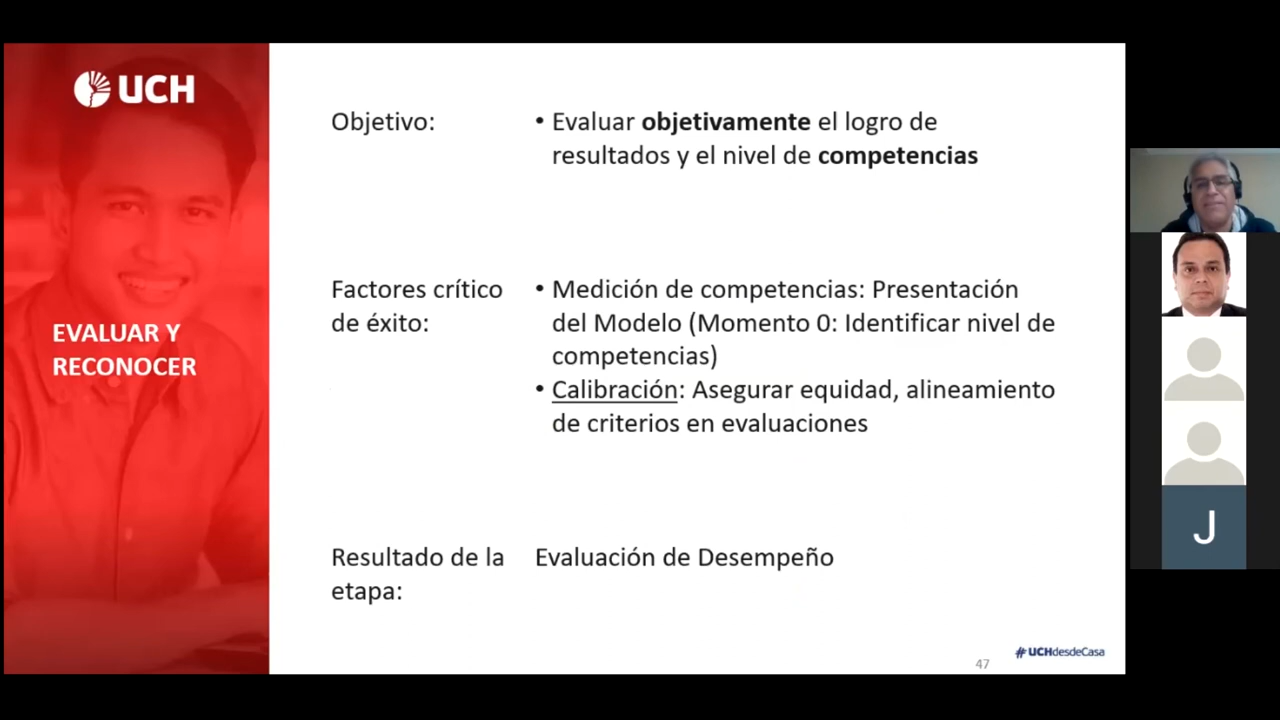 UCH
EVALUAR Y
RECONOCER
Objetivo:
• Evaluar objetivamente el logro de
resultados y el nivel de competencias
Factores crítico
de éxito:
• Medición de competencias: Presentación
del Modelo (Momento 0: Identificar nivel de
competencias)
• Calibración: Asegurar equidad, alineamiento
de criterios en evaluaciones
Resultado de la
etapa:
Evaluación de Desempeño
#UCHdesdeCasa
47
J